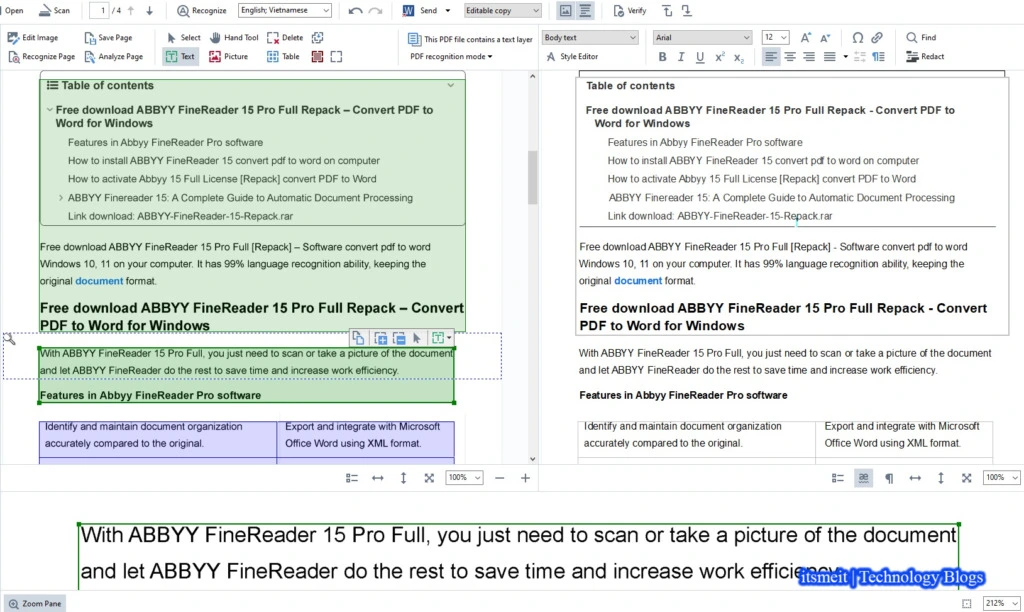 Open Scan 1 / 4 Recognize English; Vietnamese Send Editable copy Verify
Edit Image Save Page Select Hand Tool Delete This PDF file contains a text layer Body text Arial 12 Find
Recognize Page Analyze Page Text Picture Table PDF recognition mode Style Editor B I U x² x₂ Redact
Table of contents
Free download ABBYY FineReader 15 Pro Full Repack – Convert PDF to
Word for Windows
Features in Abbyy FineReader Pro software
How to install ABBYY FineReader 15 convert pdf to word on computer
How to activate Abbyy 15 Full License [Repack] convert PDF to Word
ABBYY Finereader 15: A Complete Guide to Automatic Document Processing
Link download: ABBYY-FineReader-15-Repack.rar
Free download ABBYY FineReader 15 Pro Full [Repack] – Software convert pdf to word
Windows 10, 11 on your computer. It has 99% language recognition ability, keeping the
original document format.
Free download ABBYY FineReader 15 Pro Full Repack – Convert
PDF to Word for Windows
With ABBYY FineReader 15 Pro Full, you just need to scan or take a picture of the document
and let ABBYY FineReader do the rest to save time and increase work efficiency.
Features in Abbyy FineReader Pro software
Identify and maintain document organization
accurately compared to the original.
Export and integrate with Microsoft
Office Word using XML format.
100%
Table of contents
Free download ABBYY FineReader 15 Pro Full Repack - Convert PDF to
Word for Windows
Features in Abbyy FineReader Pro software
How to install ABBYY FineReader 15 convert pdf to word on computer
How to activate Abbyy 15 Full License [Repack] convert PDF to Word
ABBYY Finereader 15: A Complete Guide to Automatic Document Processing
Link download: ABBYY-FineReader-15-Repack.rar
Free download ABBYY FineReader 15 Pro Full [Repack] - Software convert pdf to word
Windows 10, 11 on your computer. It has 99% language recognition ability, keeping the
original document format.
Free download ABBYY FineReader 15 Pro Full Repack - Convert
PDF to Word for Windows
With ABBYY FineReader 15 Pro Full, you just need to scan or take a picture of the document
and let ABBYY FineReader do the rest to save time and increase work efficiency.
Features in Abbyy FineReader Pro software
Identify and maintain document organization
accurately compared to the original.
Export and integrate with Microsoft
Office Word using XML format.
æ ¶ 100%
With ABBYY FineReader 15 Pro Full, you just need to scan or take a picture of the document
and let ABBYY FineReader do the rest to save time and increase work efficiency.
itsmeit | Technology Blogs
Zoom Pane 212%